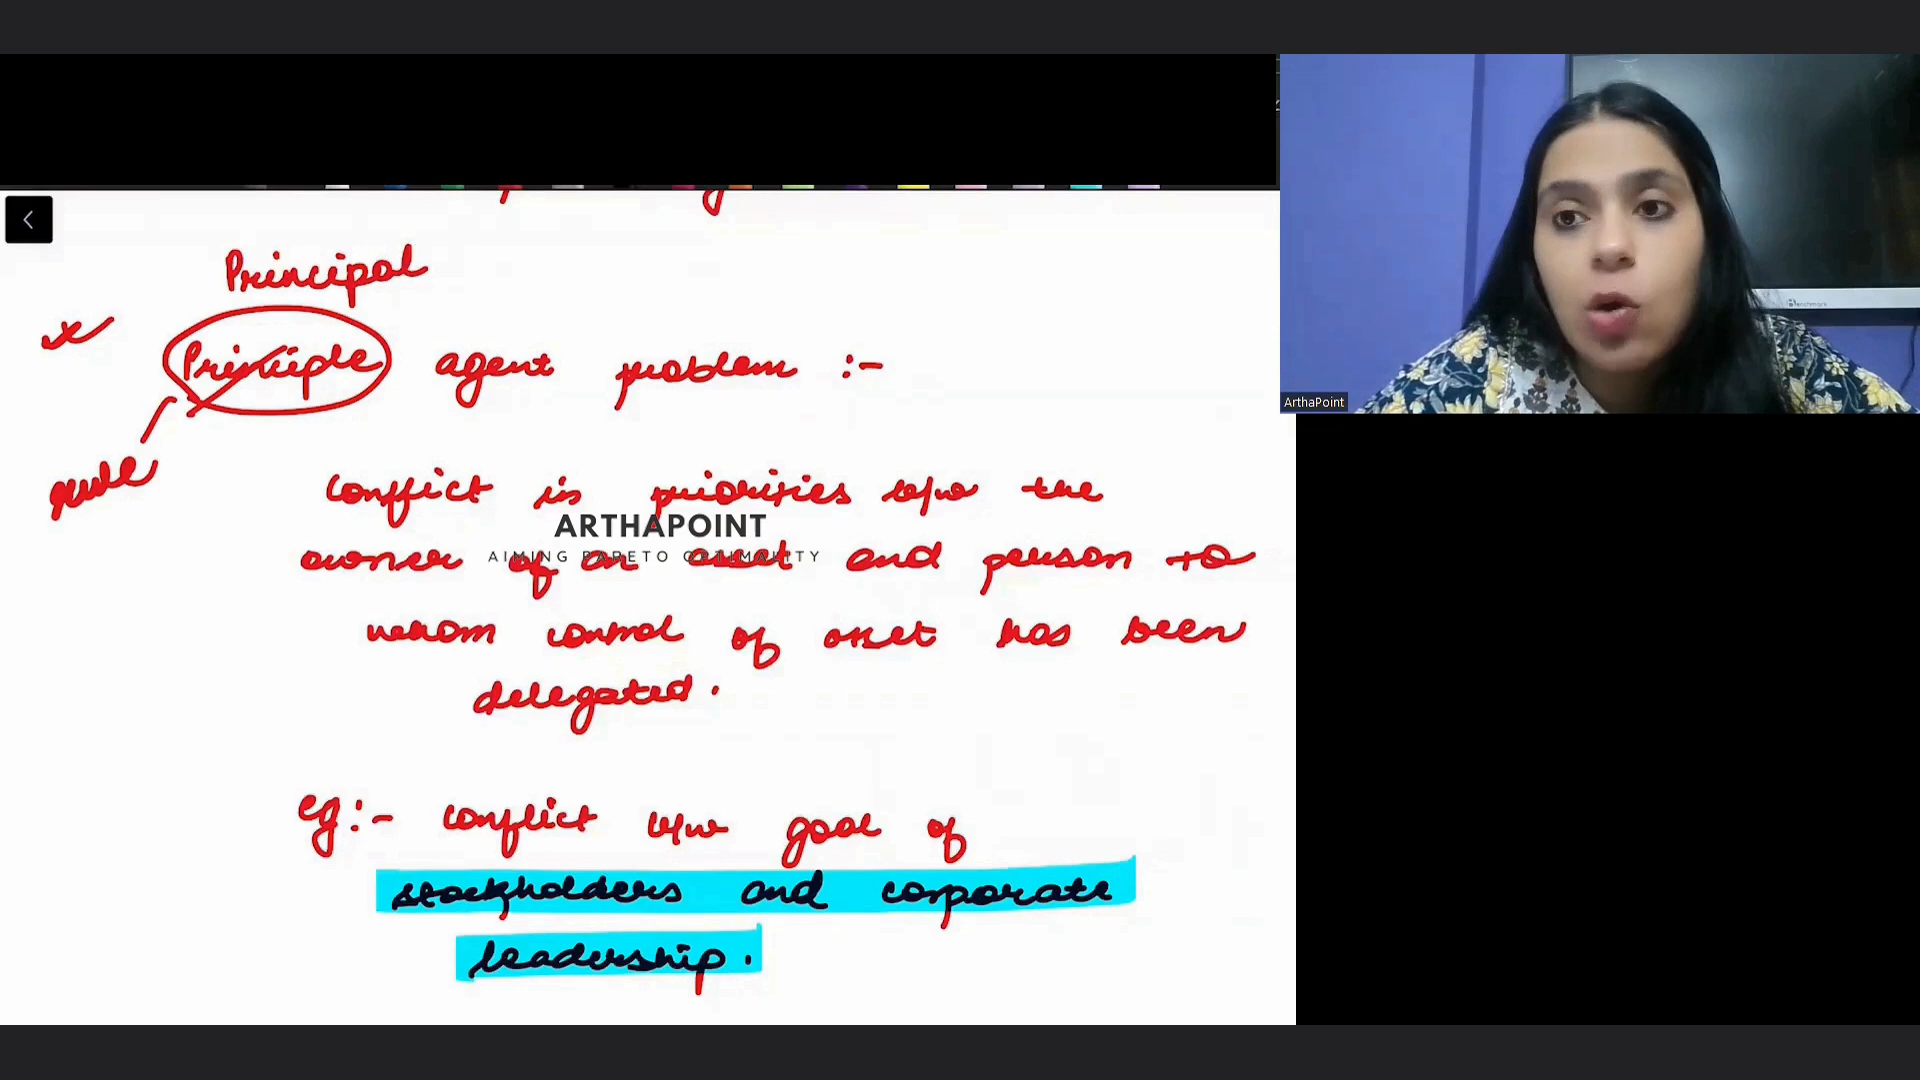 Principal
Principle agent problem :-
rule
conflict in priorities b/w the
ARTHAPOINT
AIMING PARETO OPTIMALITY
owner of an asset and person to
whom control of asset has been
delegated.
eg:- conflict b/w goal of
stockholders and corporate
leadership.
ArthaPoint